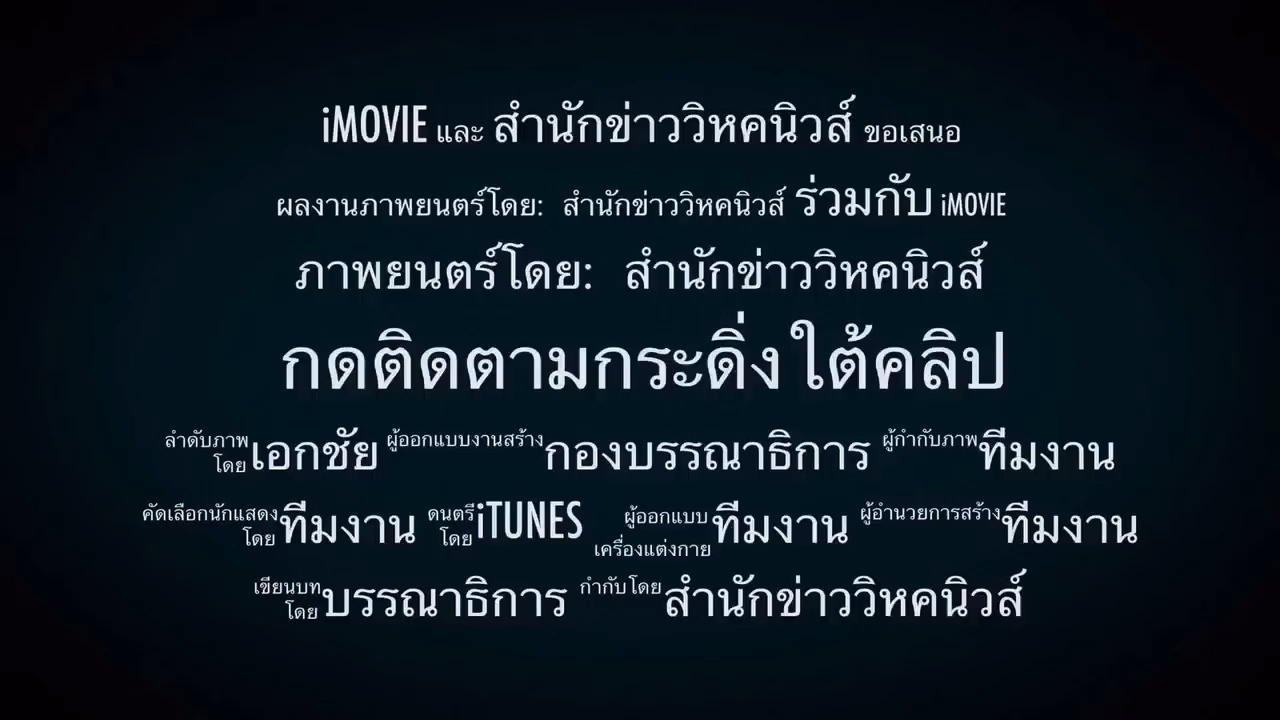 iMOVIE และ สำนักข่าววิหคนิวส์ ขอเสนอ
ผลงานภาพยนตร์โดย: สำนักข่าววิหคนิวส์ ร่วมกับ iMOVIE
ภาพยนตร์โดย: สำนักข่าววิหคนิวส์
กดติดตามกระดิ่ง ใต้คลิป
ลำดับภาพโดย เอกชัย ผู้ออกแบบงานสร้าง กองบรรณาธิการ ผู้กำกับภาพ ทีมงาน
คัดเลือกนักแสดงโดย ทีมงาน ดนตรีโดย iTUNES ผู้ออกแบบเครื่องแต่งกาย ทีมงาน ผู้อำนวยการสร้าง ทีมงาน
เขียนบทโดย บรรณาธิการ กำกับโดย สำนักข่าววิหคนิวส์